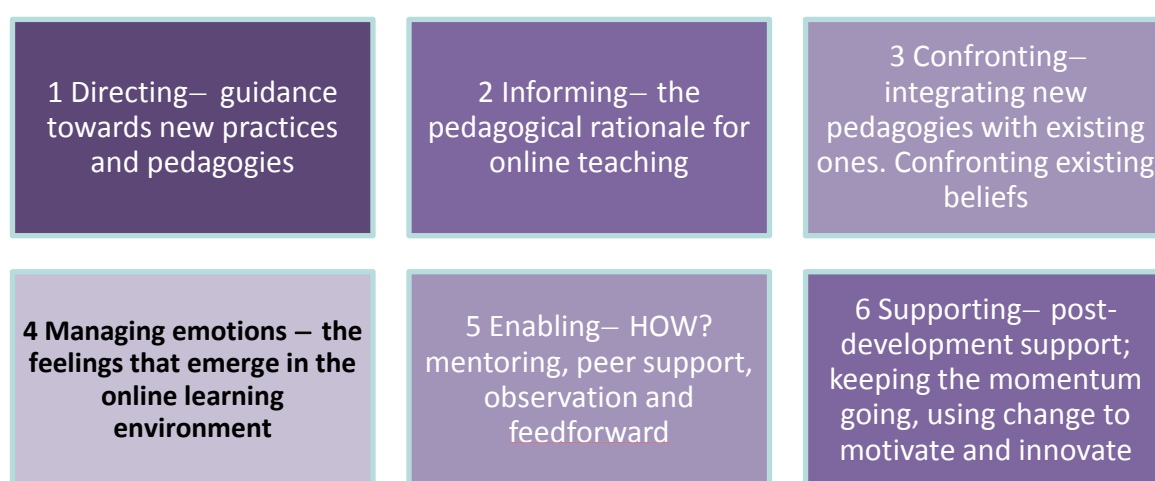 1 Directing– guidance
towards new practices
and pedagogies
2 Informing– the
pedagogical rationale for
online teaching
3 Confronting–
integrating new
pedagogies with existing
ones. Confronting existing
beliefs
4 Managing emotions – the
feelings that emerge in the
online learning
environment
5 Enabling– HOW?
mentoring, peer support,
observation and
feedforward
6 Supporting– post-
development support;
keeping the momentum
going, using change to
motivate and innovate